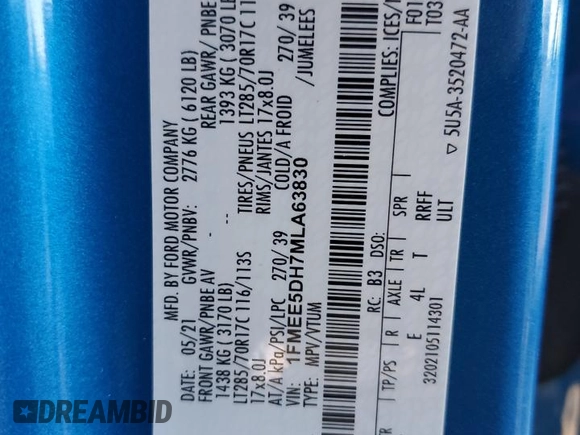 MFD. BY FORD MOTOR COMPANY
DATE: 05/21 GVWR/PNBV: 2776 KG ( 6120 LB)
FRONT GAWR/ PNBE AV REAR GAWR/ PNBE
1438 KG ( 3170 LB) -- 1393 KG ( 3070 LB
LT285/70R17C 116/113S TIRES/PNEUS LT285/70R17C 11
17x8.0J RIMS/JANTES 17x8.0J
AT/A kPa/PSI/LPC 270/ 39 COLD/A FROID 270/ 39
1FMEE5DH7MLA63830 /JUMELEES
TYPE: MPV/VTUM
COMPLIES: ICES/
F01
T03
RC: B3 DSO:
TR TP/PS R AXLE TR SPR
E 4L T RRFF
ULT
3202105114301 ▽ 5U5A-3520472-AA
DREAMBID